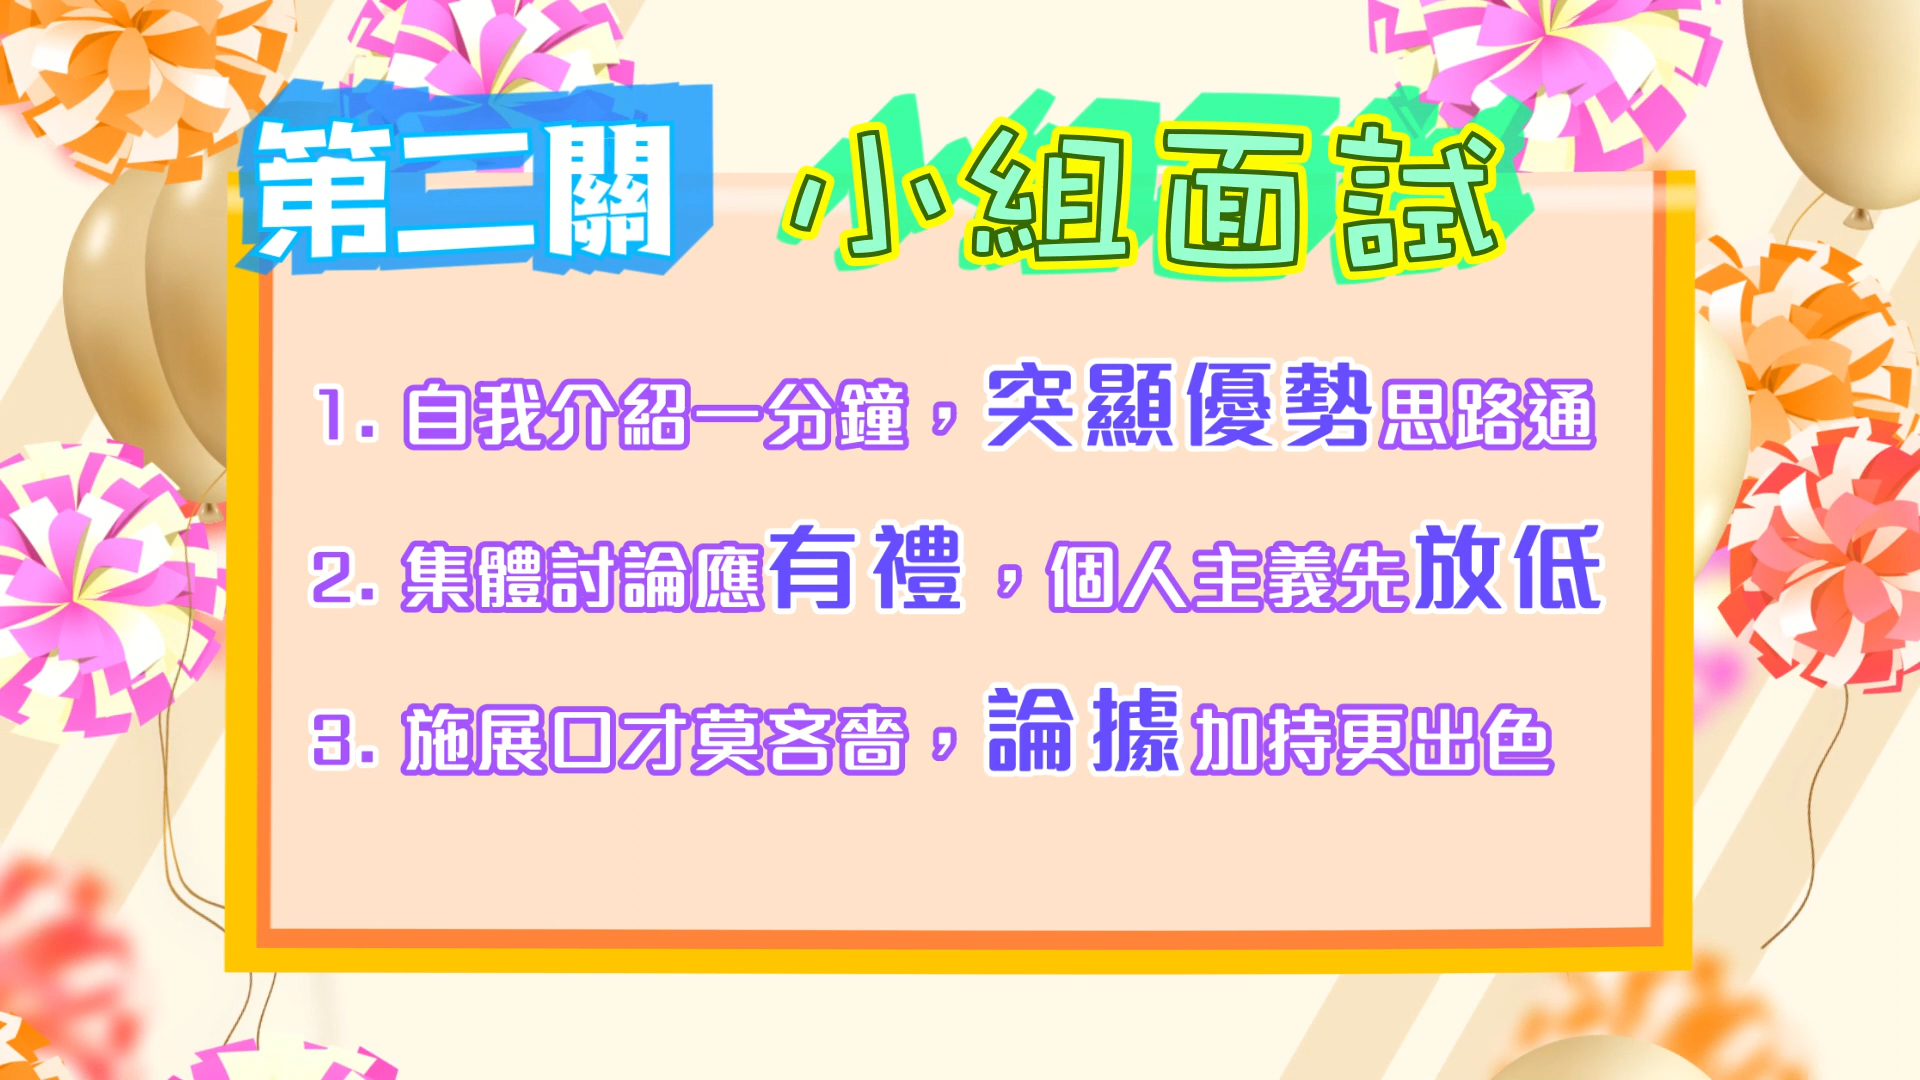 第二關 小組面試
1. 自我介紹一分鐘，突顯優勢思路通
2. 集體討論應有禮，個人主義先放低
3. 施展口才莫吝嗇，論據加持更出色